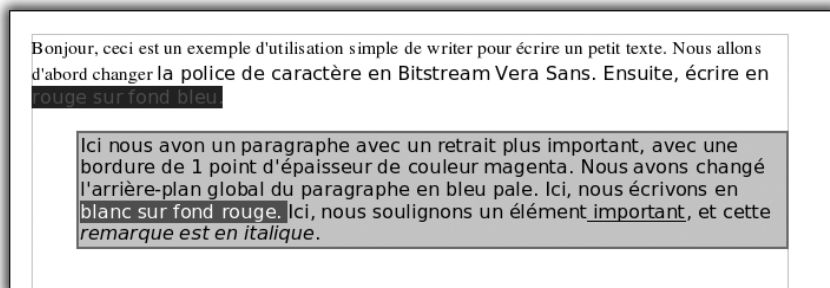 Bonjour, ceci est un exemple d'utilisation simple de writer pour écrire un petit texte. Nous allons
d'abord changer la police de caractère en Bitstream Vera Sans. Ensuite, écrire en
rouge sur fond bleu.
Ici nous avon un paragraphe avec un retrait plus important, avec une
bordure de 1 point d'épaisseur de couleur magenta. Nous avons changé
l'arrière-plan global du paragraphe en bleu pale. Ici, nous écrivons en
blanc sur fond rouge. Ici, nous soulignons un élément important, et cette
remarque est en italique.